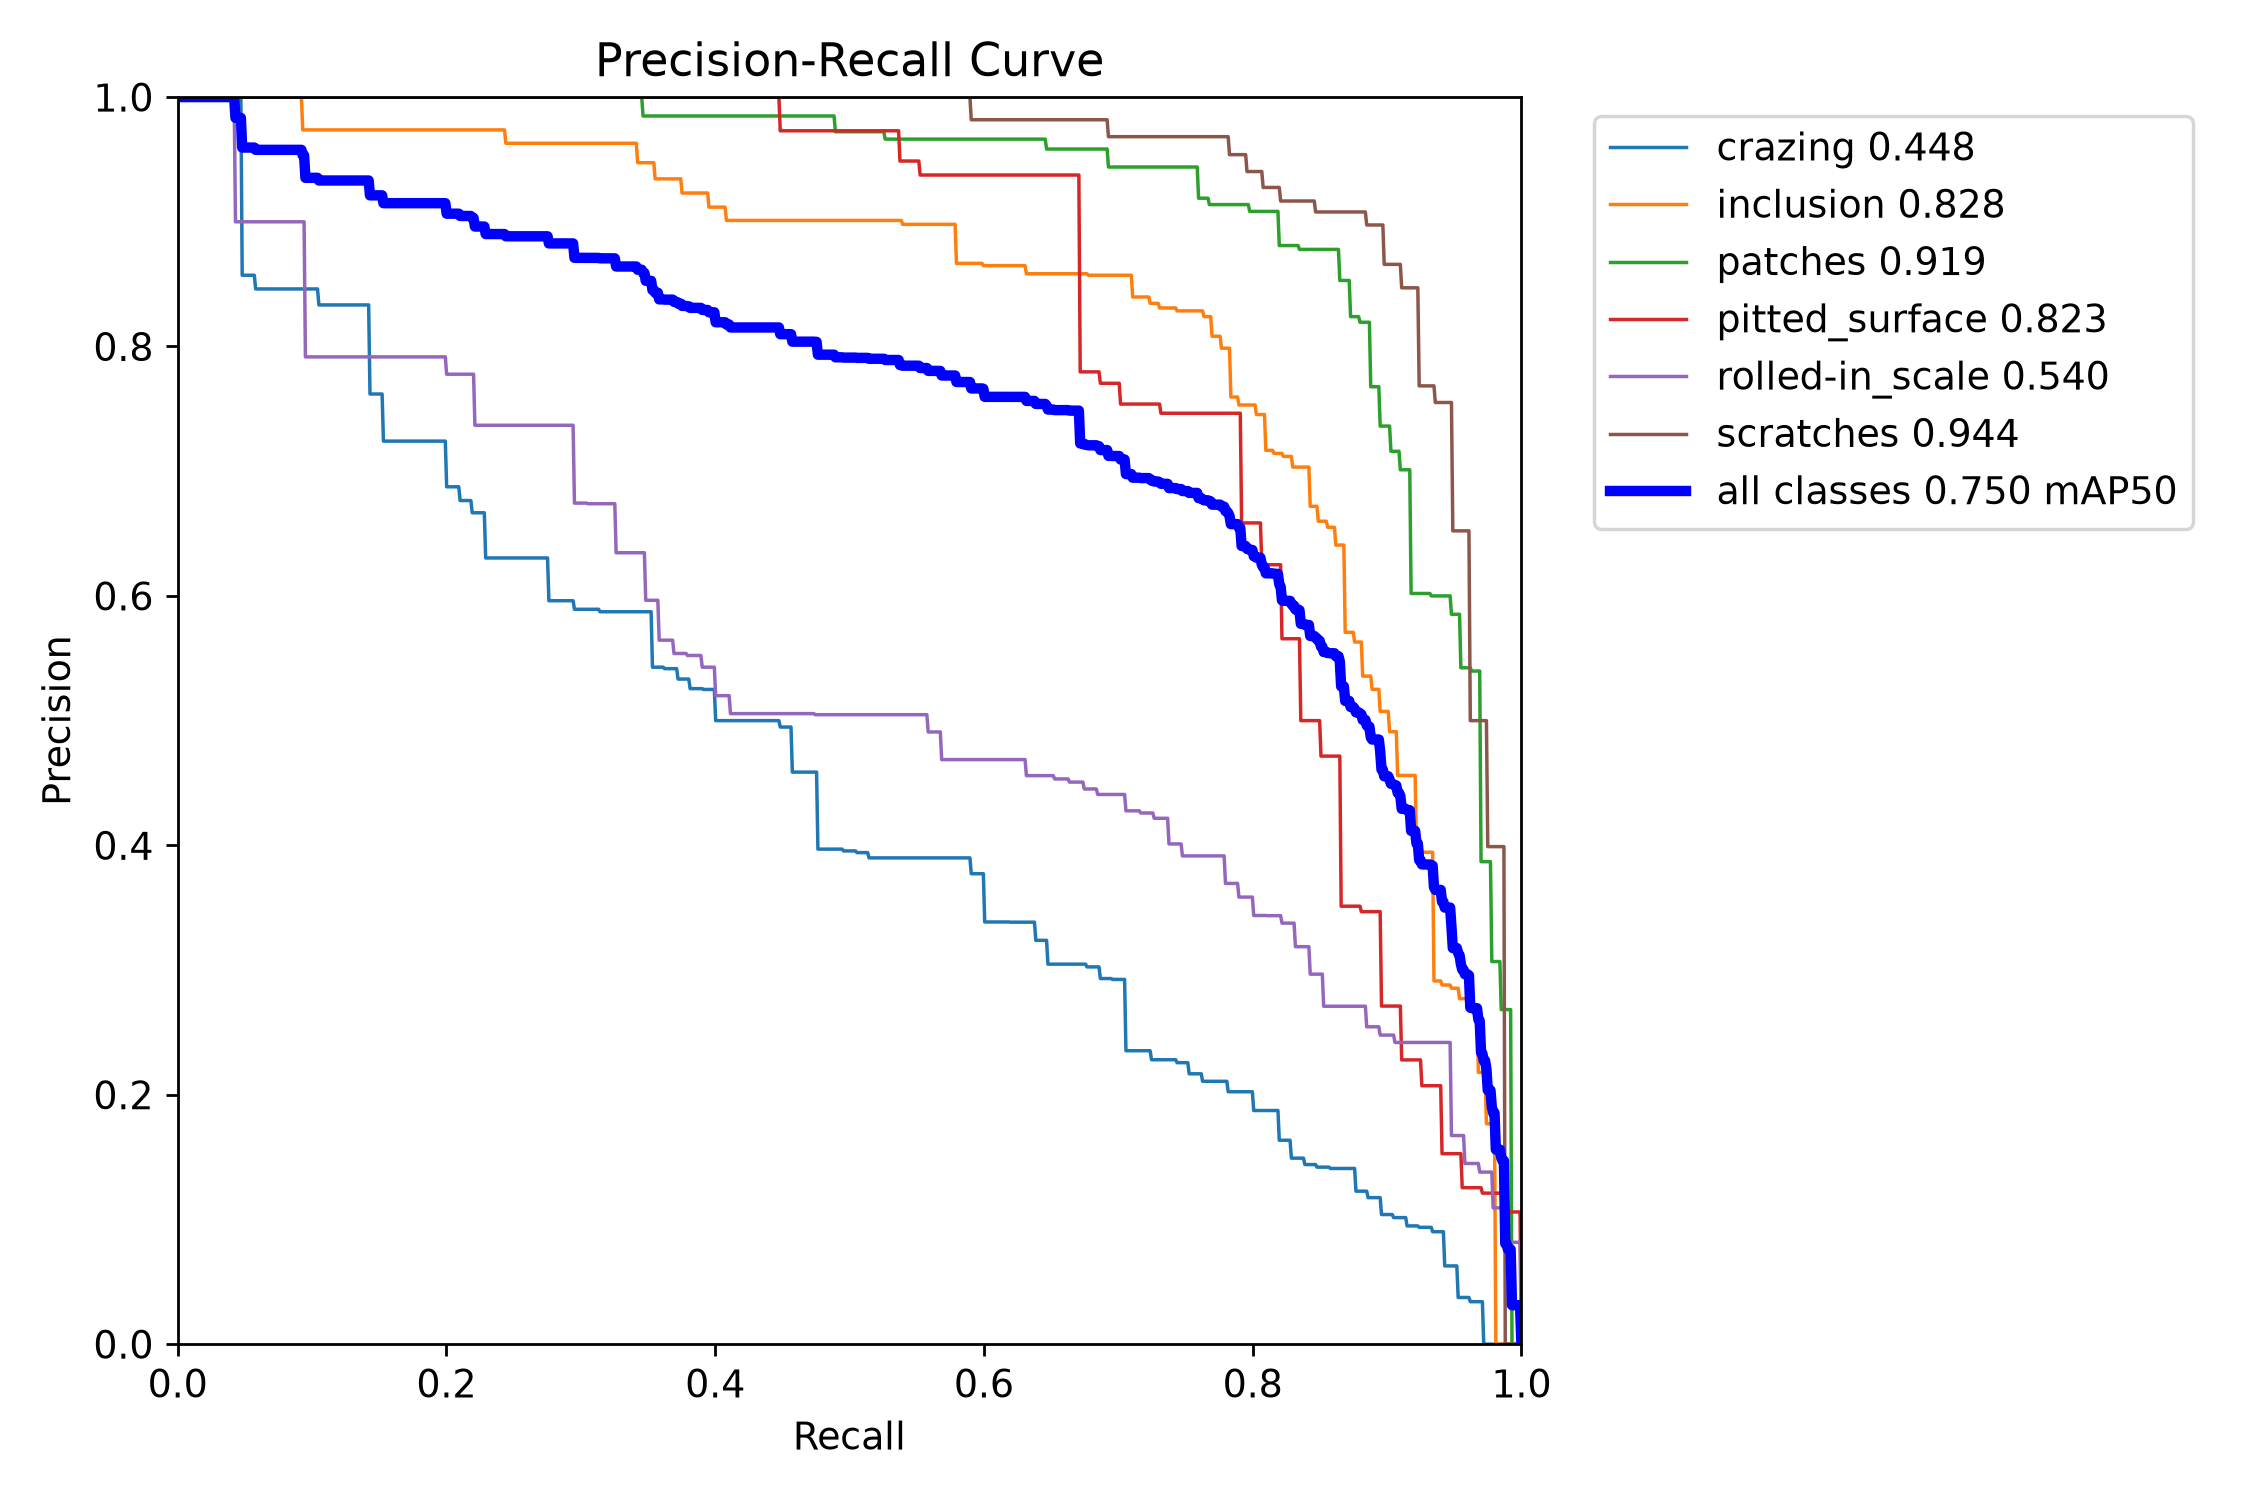 Precision-Recall Curve
1.0
0.8
0.6
0.4
0.2
0.0
Precision
0.0 0.2 0.4 0.6 0.8 1.0
Recall
crazing 0.448
inclusion 0.828
patches 0.919
pitted_surface 0.823
rolled-in_scale 0.540
scratches 0.944
all classes 0.750 mAP50